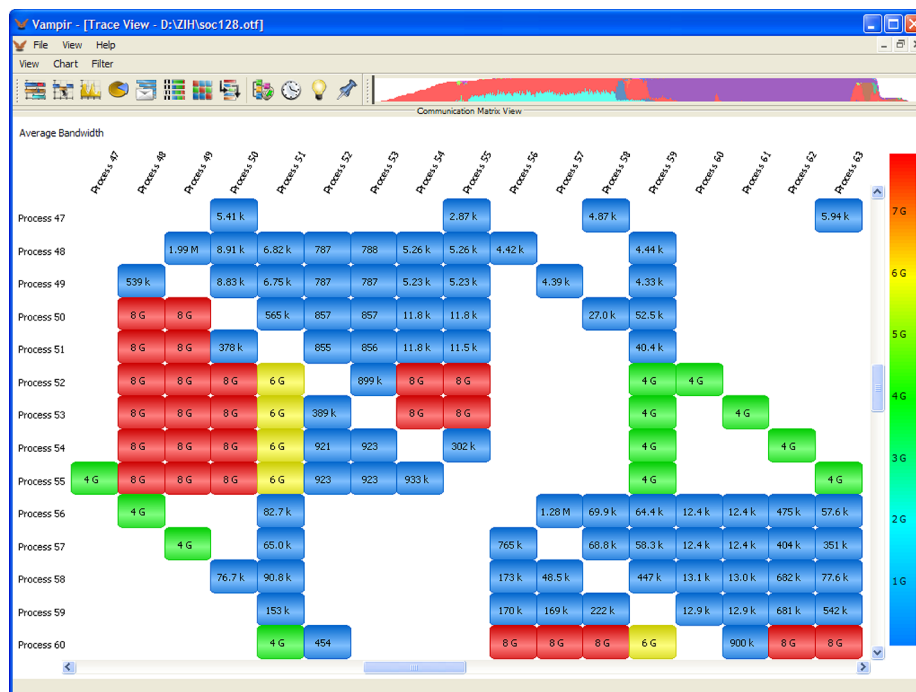 Vampir - [Trace View - D:\ZIH\soc128.otf]
File View Help
View Chart Filter
Communication Matrix View
Average Bandwidth
Process 47 Process 48 Process 49 Process 50 Process 51 Process 52 Process 53 Process 54 Process 55 Process 56 Process 57 Process 58 Process 59 Process 60 Process 61 Process 62 Process 63
Process 47 5.41 k 2.87 k 4.87 k 5.94 k
7 G
Process 48 1.99 M 8.91 k 6.82 k 787 788 5.26 k 5.26 k 4.42 k 4.44 k
Process 49 539 k 8.83 k 6.75 k 787 787 5.23 k 5.23 k 4.39 k 4.33 k
6 G
Process 50 8 G 8 G 565 k 857 857 11.8 k 11.8 k 27.0 k 52.5 k
5 G
Process 51 8 G 8 G 378 k 855 856 11.8 k 11.5 k 40.4 k
Process 52 8 G 8 G 8 G 6 G 899 k 8 G 8 G 4 G 4 G
4 G
Process 53 8 G 8 G 8 G 6 G 389 k 8 G 8 G 4 G 4 G
Process 54 8 G 8 G 8 G 6 G 921 923 302 k 4 G 4 G
3 G
Process 55 4 G 8 G 8 G 8 G 6 G 923 923 933 k 4 G 4 G
Process 56 4 G 82.7 k 1.28 M 69.9 k 64.4 k 12.4 k 12.4 k 475 k 57.6 k
2 G
Process 57 4 G 65.0 k 765 k 68.8 k 58.3 k 12.4 k 12.4 k 404 k 351 k
Process 58 76.7 k 90.8 k 173 k 48.5 k 447 k 13.1 k 13.0 k 682 k 77.6 k
1 G
Process 59 153 k 170 k 169 k 222 k 12.9 k 12.9 k 681 k 542 k
Process 60 4 G 454 8 G 8 G 8 G 6 G 900 k 8 G 8 G